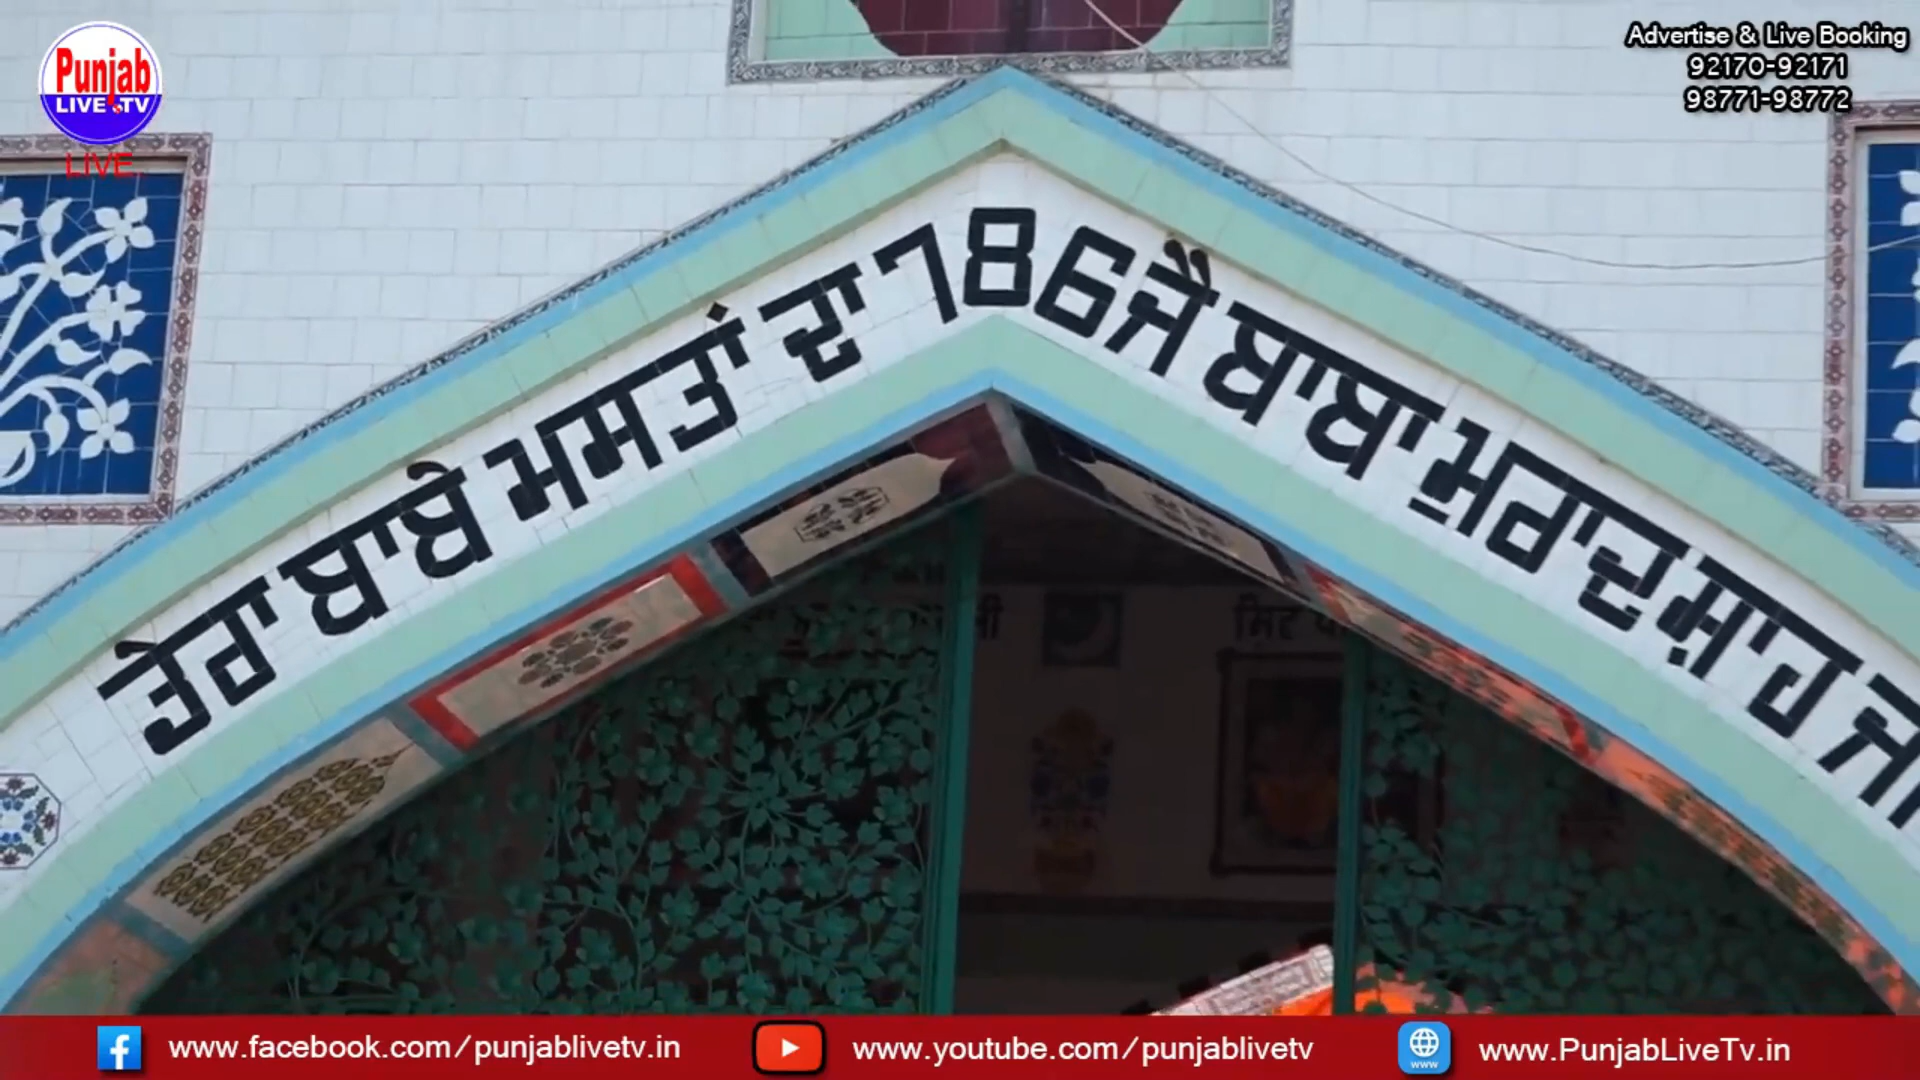 Punjab
LIVE TV
LIVE
Advertise & Live Booking
92170-92171
98771-98772
ਤੇਰਾ ਬਾਬੇ ਮਸਤਾਂ ਦਾ 786 ਜੈ ਬਾਬਾ ਮੁਰਾਦ ਸ਼ਾਹ ਜੀ
www.facebook.com/punjablivetv.in
www.youtube.com/punjablivetv
www
www.PunjabLiveTv.in